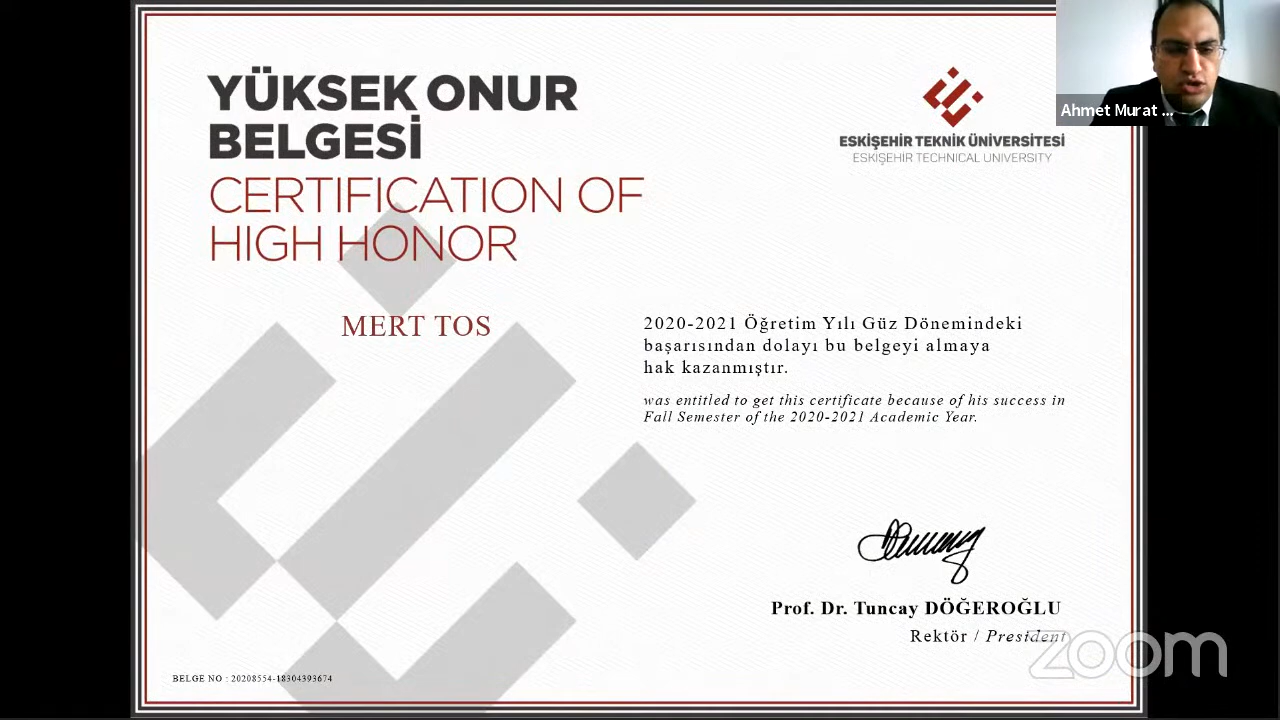 YÜKSEK ONUR
BELGESİ
CERTIFICATION OF
HIGH HONOR
ESKİŞEHİR TEKNİK ÜNİVERSİTESİ
ESKİŞEHİR TECHNICAL UNIVERSITY
Ahmet Murat ...
MERT TOS
2020-2021 Öğretim Yılı Güz Dönemindeki
başarısından dolayı bu belgeyi almaya
hak kazanmıştır.
was entitled to get this certificate because of his success in
Fall Semester of the 2020-2021 Academic Year.
Prof. Dr. Tuncay DÖĞEROĞLU
Rektör / President
zoom
BELGE NO : 20208554-18304393674